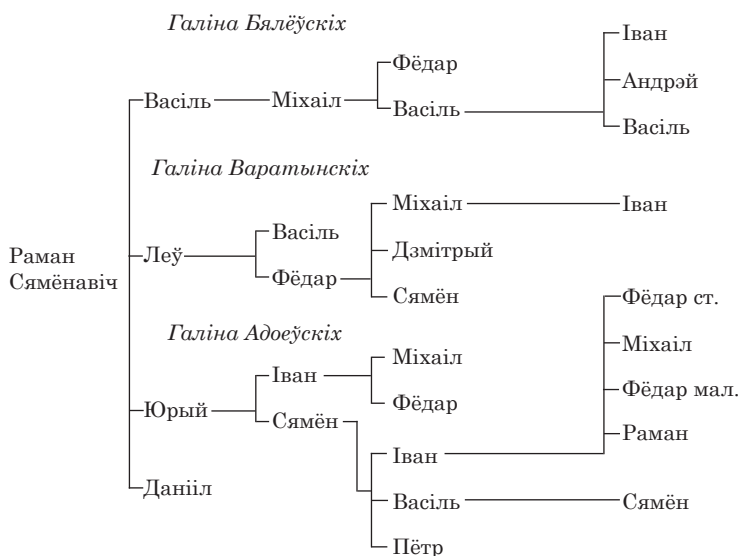 Галіна Бялёўскіх
Іван
Фёдар
Андрэй
Васіль
Міхаіл
Васіль
Васіль
Галіна Варатынскіх
Міхаіл
Іван
Васіль
Раман
Сямёнавіч
Леў
Дзмітрый
Фёдар
Сямён
Фёдар ст.
Галіна Адоеўскіх
Міхаіл
Міхаіл
Іван
Фёдар мал.
Юрый
Фёдар
Сямён
Раман
Іван
Данііл
Васіль
Сямён
Пётр